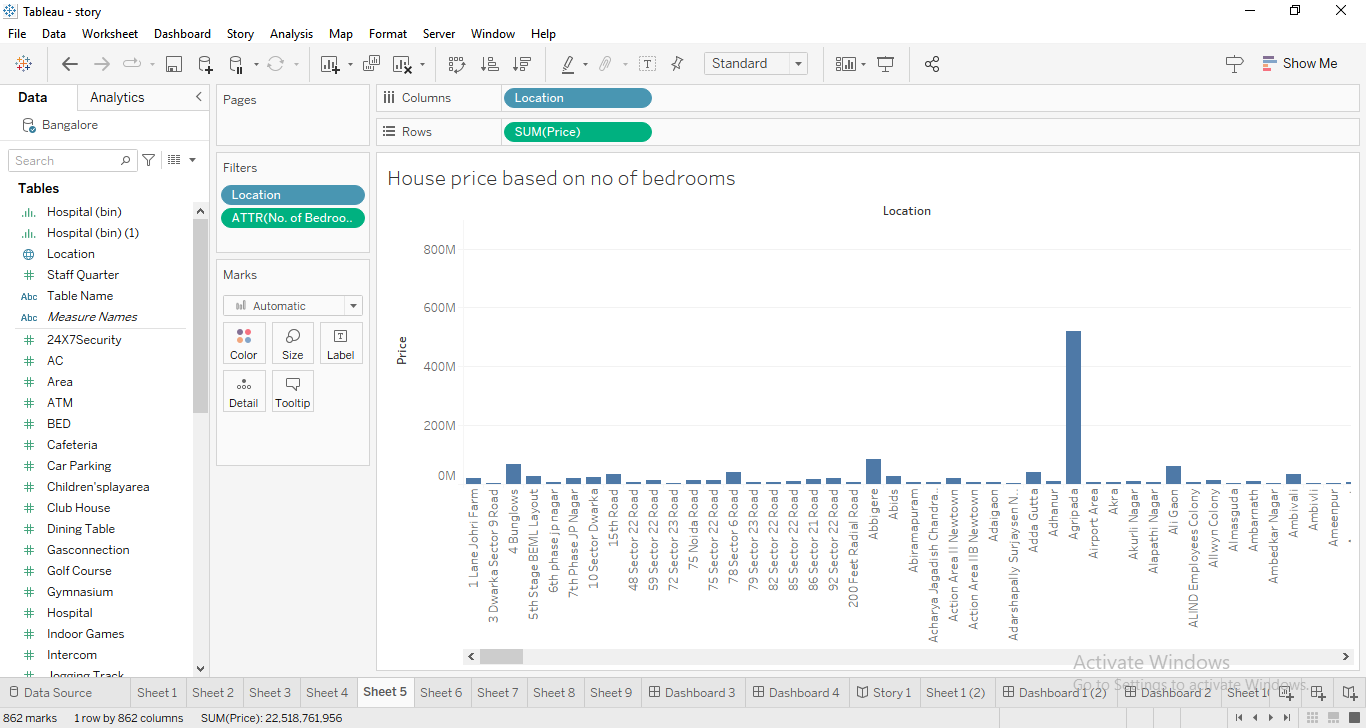 Tableau - story
File Data Worksheet Dashboard Story Analysis Map Format Server Window Help
Standard
Show Me
Data Analytics
Bangalore
Search
Tables
Hospital (bin)
Hospital (bin) (1)
Location
Staff Quarter
Abc Table Name
Abc Measure Names
24X7Security
AC
Area
ATM
BED
Cafeteria
Car Parking
Children'splayarea
Club House
Dining Table
Gasconnection
Golf Course
Gymnasium
Hospital
Indoor Games
Intercom
Jogging Track
Pages
Filters
Location
ATTR(No. of Bedroo..
Marks
Automatic
Color Size Label
Detail Tooltip
Columns Location
Rows SUM(Price)
House price based on no of bedrooms
Location
Price
800M
600M
400M
200M
0M
1 Lane Johri Farm
3 Dwarka Sector 9 Road
4 Bunglows
5th Stage BEML Layout
6th phase jp nagar
7th Phase JP Nagar
10 Sector Dwarka
15th Road
48 Sector 22 Road
59 Sector 22 Road
72 Sector 23 Road
75 Noida Road
75 Sector 22 Road
78 Sector 6 Road
79 Sector 23 Road
82 Sector 22 Road
85 Sector 22 Road
86 Sector 21 Road
92 Sector 22 Road
200 Feet Radial Road
Abbigere
Abids
Abiramapuram
Acharya Jagadish Chandra..
Action Area II Newtown
Action Area IIB Newtown
Adaigaon
Adarshapally Surjaysen N..
Adda Gutta
Adhanur
Agripada
Airport Area
Akra
Akurli Nagar
Alapathi Nagar
Ali Gaon
ALIND Employees Colony
Allwyn Colony
Almasguda
Ambarnath
Ambedkar Nagar
Ambivali
Ambivli
Ameenpur
Activate Windows
Go to Settings to activate Windows.
Data Source Sheet 1 Sheet 2 Sheet 3 Sheet 4 Sheet 5 Sheet 6 Sheet 7 Sheet 8 Sheet 9 Dashboard 3 Dashboard 4 Story 1 Sheet 1 (2) Dashboard 1 (2) Dashboard 2 Sheet 1
862 marks 1 row by 862 columns SUM(Price): 22,518,761,956